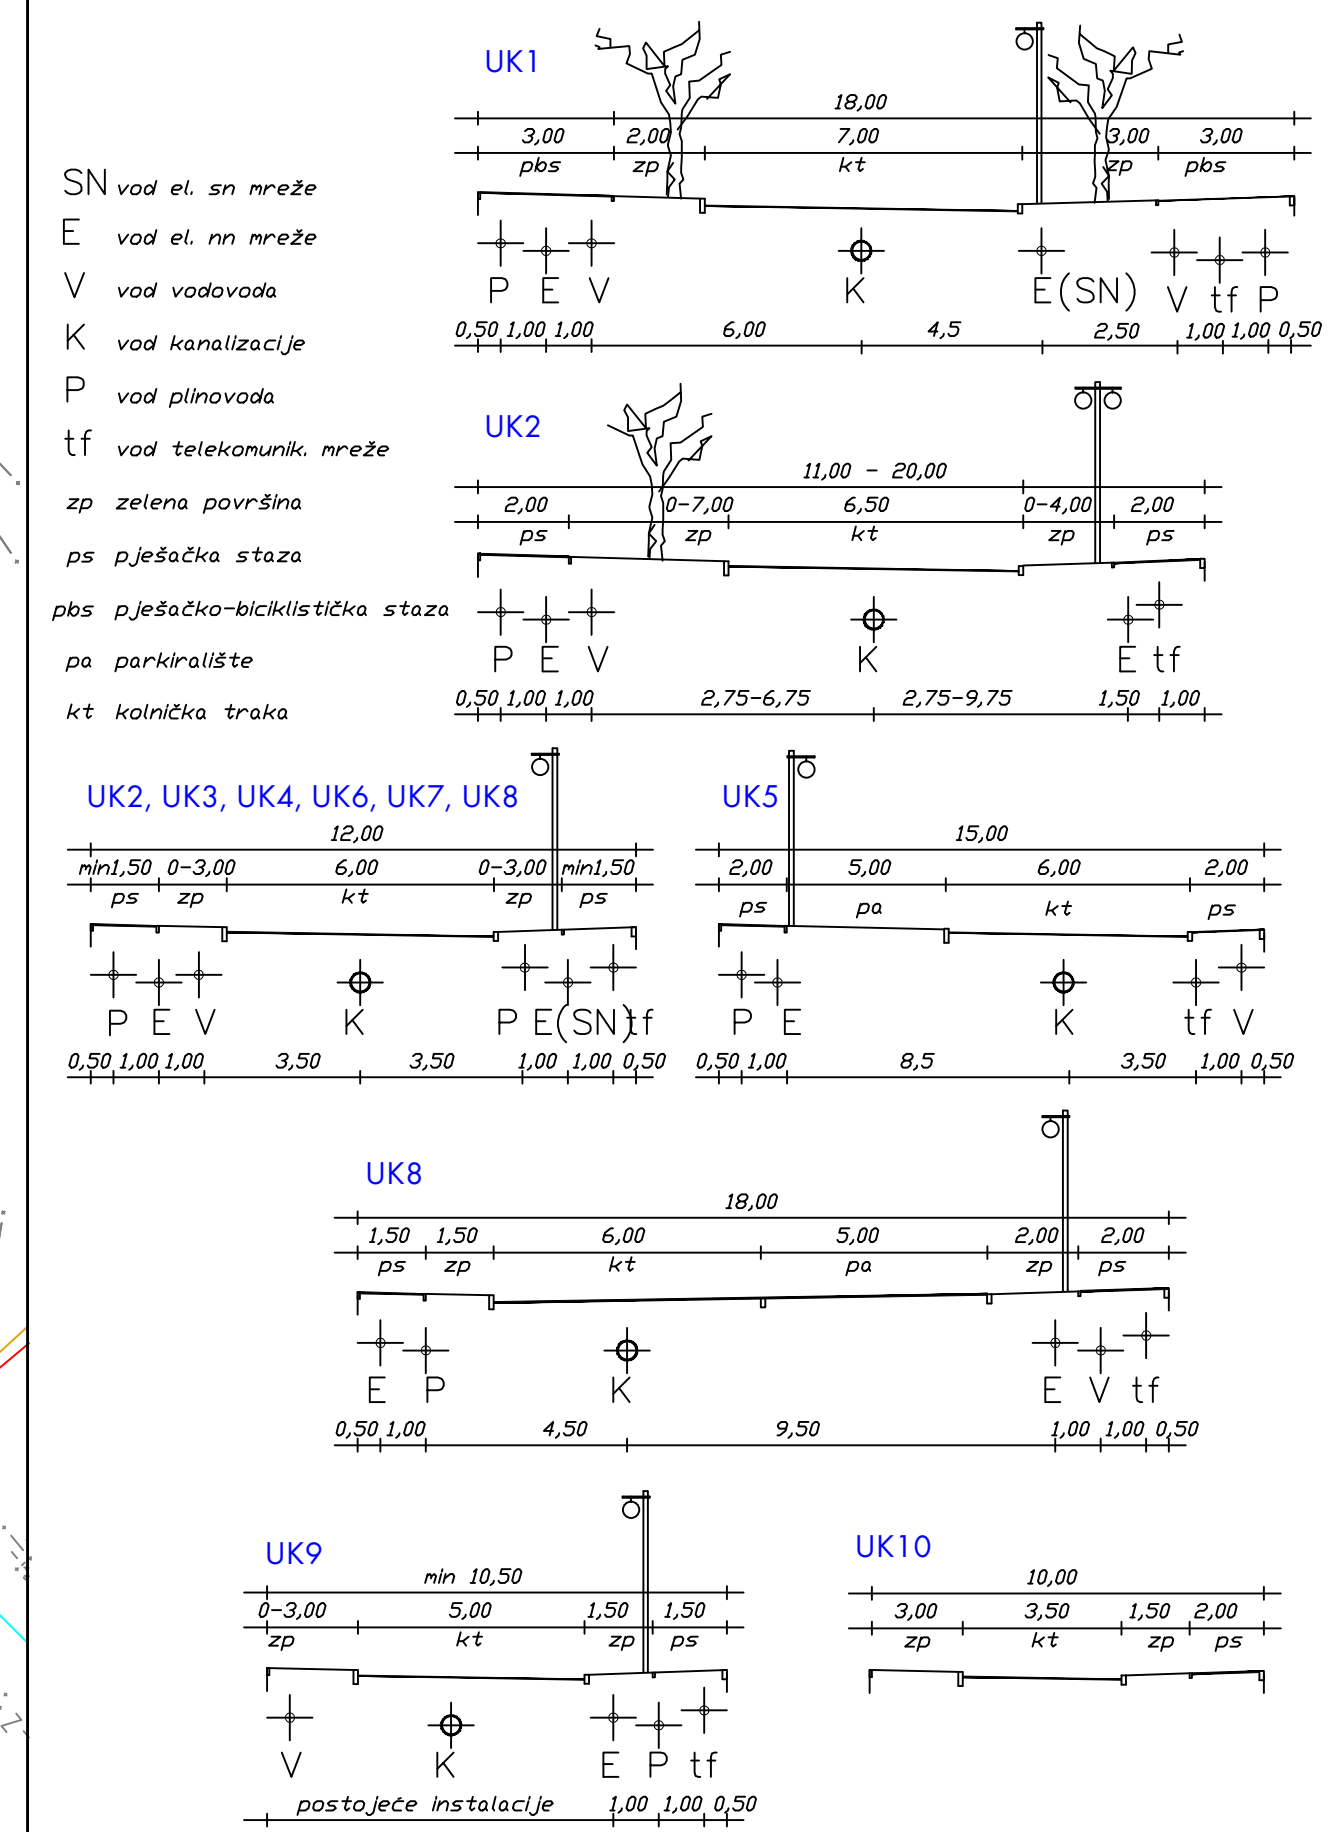 SN vod el. sn mreže
E vod el. nn mreže
V vod vodovoda
K vod kanalizacije
P vod plinovoda
tf vod telekomunik. mreže
zp zelena površina
ps pješačka staza
pbs pješačko-biciklistička staza
pa parkiralište
kt kolnička traka
UK1
18,00
3,00 2,00 7,00 3,00 3,00
pbs zp kt zp pbs
P E V K E(SN) V tf P
0,50 1,00 1,00 6,00 4,5 2,50 1,00 1,00 0,50
UK2
11,00 - 20,00
2,00 0-7,00 6,50 0-4,00 2,00
ps zp kt zp ps
P E V K E tf
0,50 1,00 1,00 2,75-6,75 2,75-9,75 1,50 1,00
UK2, UK3, UK4, UK6, UK7, UK8
12,00
min1,50 0-3,00 6,00 0-3,00 min1,50
ps zp kt zp ps
P E V K P E(SN) tf
0,50 1,00 1,00 3,50 3,50 1,00 1,00 0,50
UK5
15,00
2,00 5,00 6,00 2,00
ps pa kt ps
P E K tf V
0,50 1,00 8,5 3,50 1,00 0,50
UK8
18,00
1,50 1,50 6,00 5,00 2,00 2,00
ps zp kt pa zp ps
E P K E V tf
0,50 1,00 4,50 9,50 1,00 1,00 0,50
UK9
min 10,50
0-3,00 5,00 1,50 1,50
zp kt zp ps
V K E P tf
postojeće instalacije 1,00 1,00 0,50
UK10
10,00
3,00 3,50 1,50 2,00
zp kt zp ps